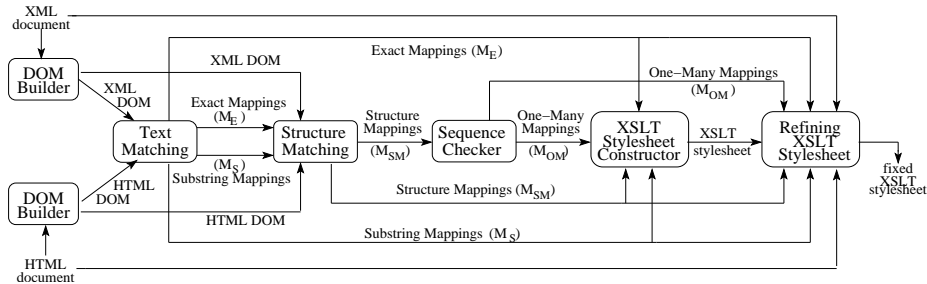 XML
document
DOM
Builder
XML DOM
XML
DOM
Exact Mappings (M_E)
Exact Mappings
(M_E)
Text
Matching
(M_S)
Substring Mappings
HTML
DOM
DOM
Builder
HTML DOM
HTML
document
Structure
Matching
Structure
Mappings
(M_SM)
Sequence
Checker
One−Many Mappings
(M_OM)
One−Many
Mappings
(M_OM)
XSLT
Stylesheet
Constructor
XSLT
stylesheet
Refining
XSLT
Stylesheet
fixed
XSLT
stylesheet
Structure Mappings (M_SM)
Substring Mappings (M_S)